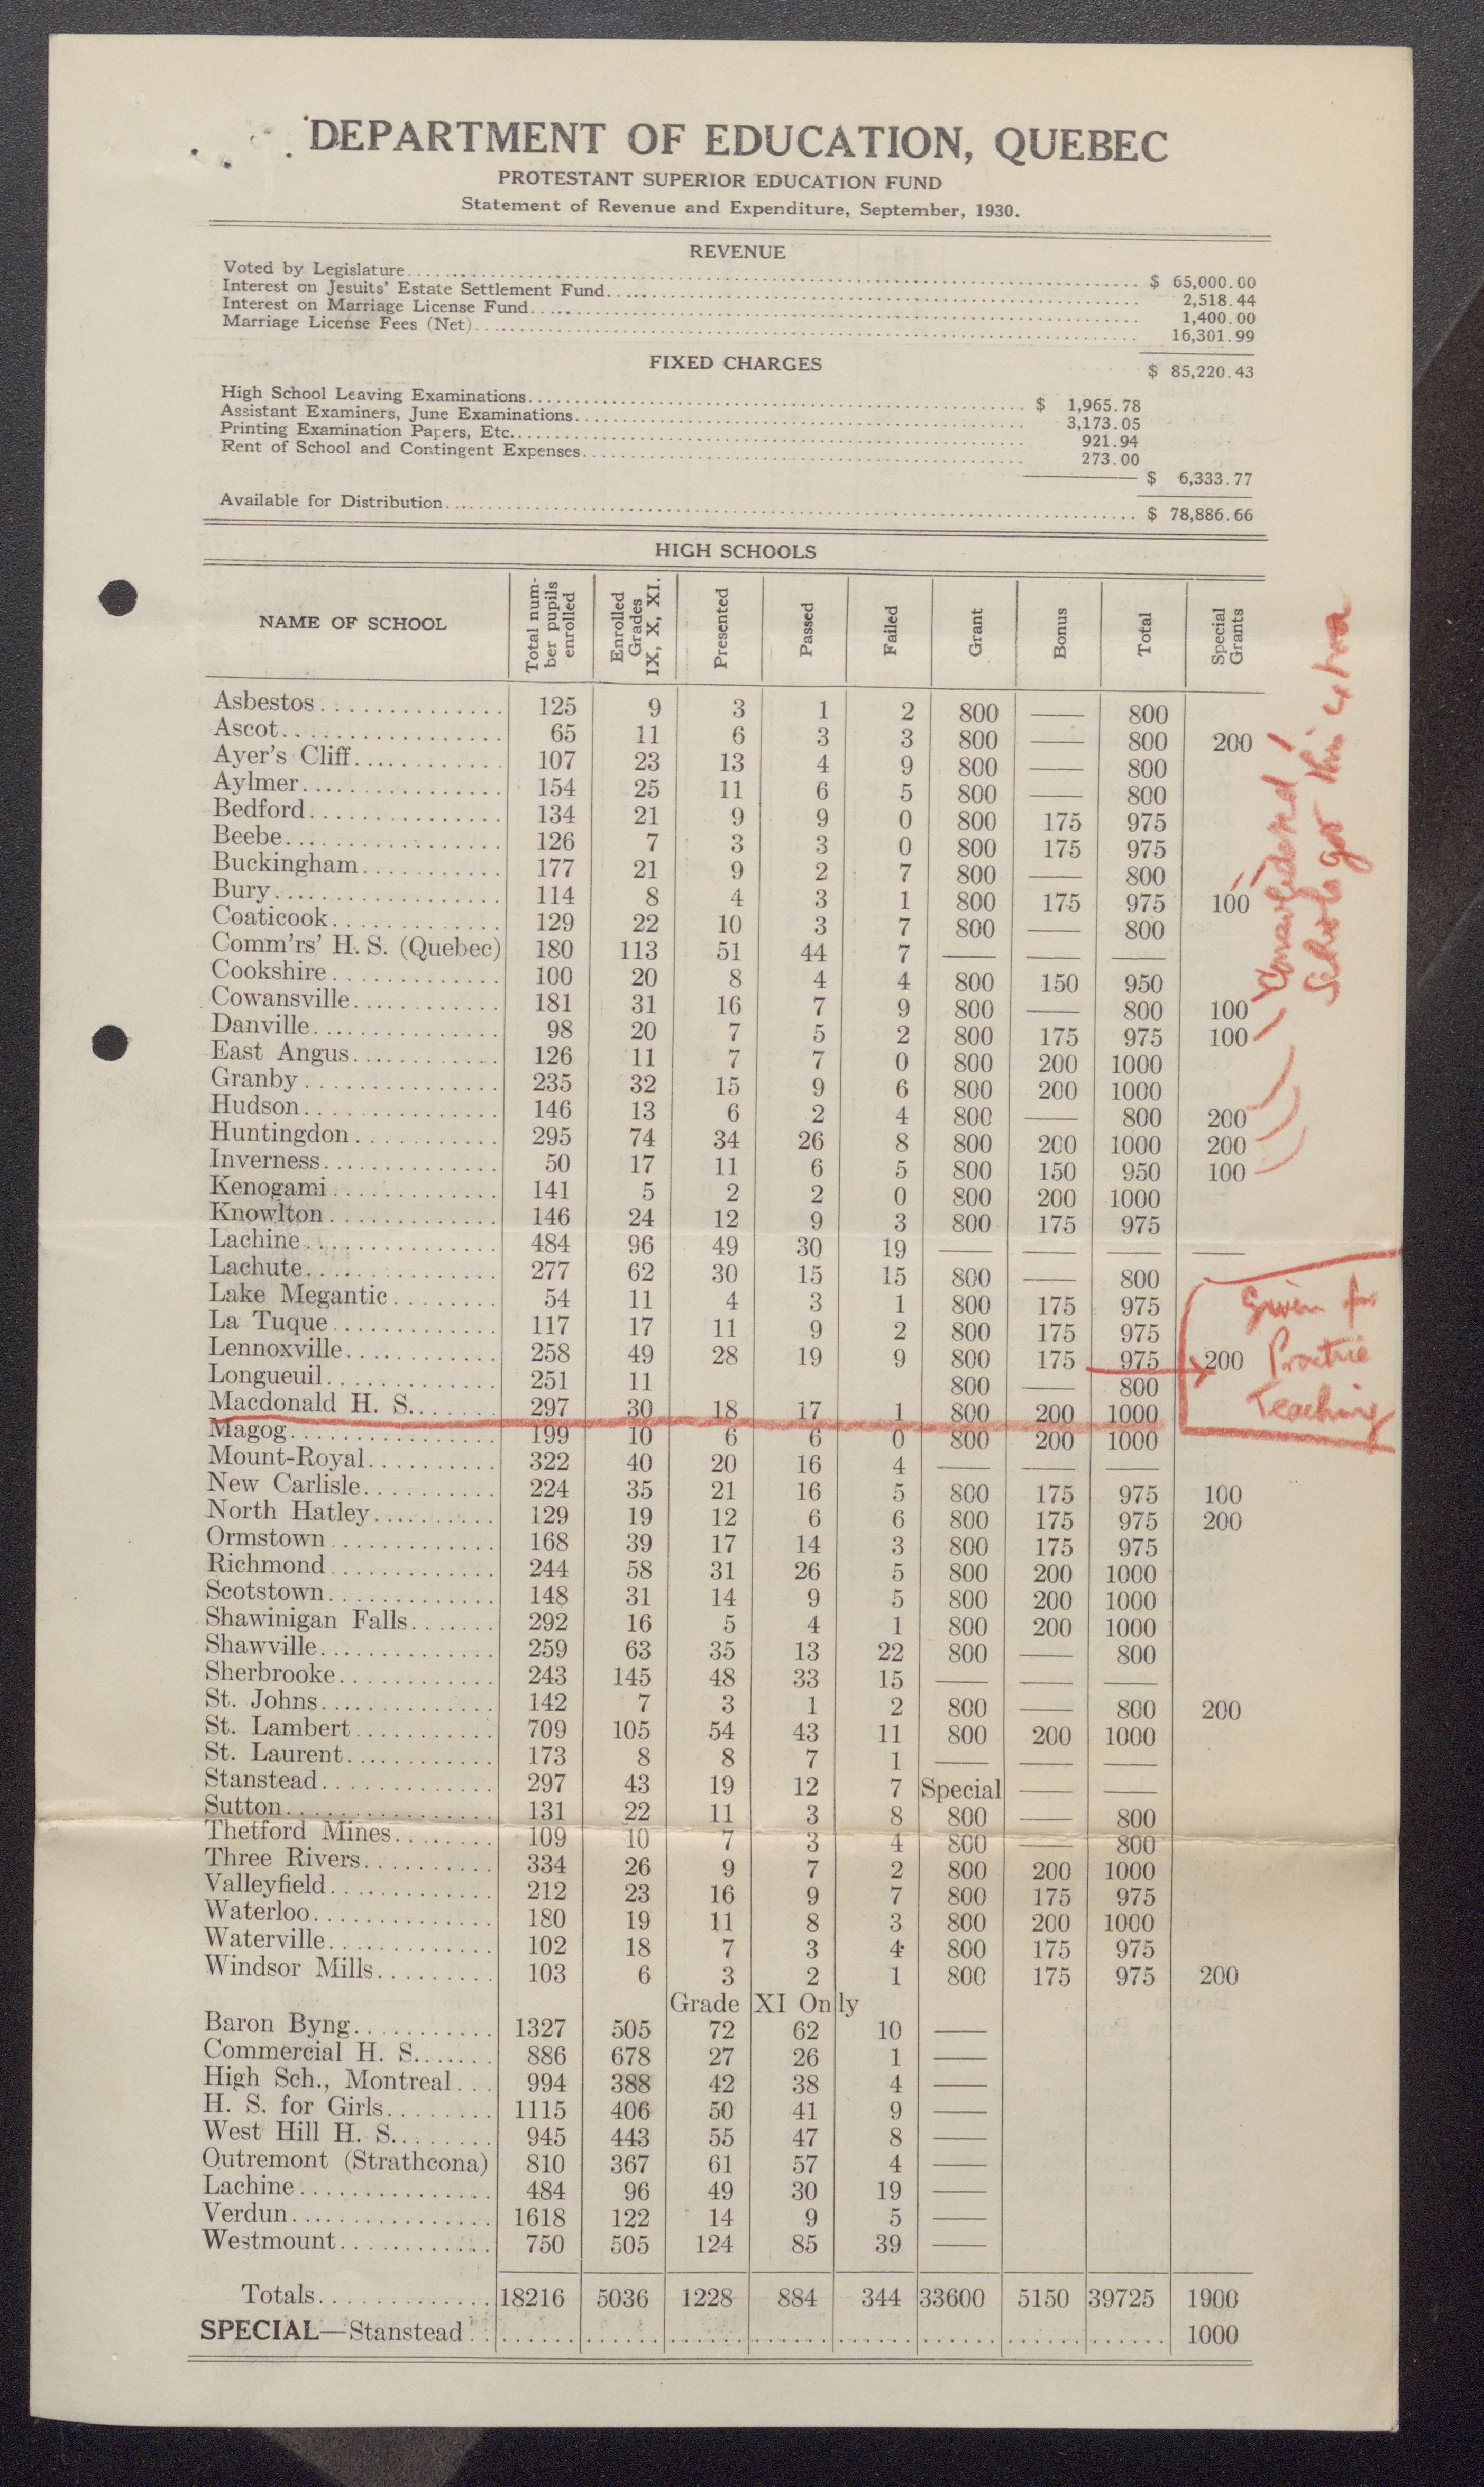 DEPARTMENT OF EDUCATION, QUEBEC
PROTESTANT SUPERIOR EDUCATION FUND
Statement of Revenue and Expenditure, September, 1930.
REVENUE
Voted by Legislature.... $ 65,000.00
Interest on Jesuits' Estate Settlement Fund.... 2,518.44
Interest on Marriage License Fund.... 1,400.00
Marriage License Fees (Net).... 16,301.99
$ 85,220.43
FIXED CHARGES
High School Leaving Examinations.... $ 1,965.78
Assistant Examiners, June Examinations.... 3,173.05
Printing Examination Papers, Etc.... 921.94
Rent of School and Contingent Expenses.... 273.00
$ 6,333.77
Available for Distribution.... $ 78,886.66
HIGH SCHOOLS
NAME OF SCHOOL | Total number pupils enrolled | Enrolled Grades IX, X, XI. | Presented | Passed | Failed | Grant | Bonus | Total | Special Grants
Asbestos.... 125 9 3 1 2 800 — 800
Ascot.... 65 11 6 3 3 800 — 800 200
Ayer's Cliff.... 107 23 13 4 9 800 — 800
Aylmer.... 154 25 11 6 5 800 — 800
Bedford.... 134 21 9 9 0 800 175 975
Beebe.... 126 7 3 3 0 800 175 975
Buckingham.... 177 21 9 2 7 800 — 800
Bury.... 114 8 4 3 1 800 175 975 100
Coaticook.... 129 22 10 3 7 800 — 800
Comm'rs' H. S. (Quebec) 180 113 51 44 7 — — —
Cookshire.... 100 20 8 4 4 800 150 950
Cowansville.... 181 31 16 7 9 800 — 800 100
Danville.... 98 20 7 5 2 800 175 975 100
East Angus.... 126 11 7 7 0 800 200 1000
Granby.... 235 32 15 9 6 800 200 1000
Hudson.... 146 13 6 2 4 800 — 800 200
Huntingdon.... 295 74 34 26 8 800 200 1000 200
Inverness.... 50 17 11 6 5 800 150 950 100
Kenogami.... 141 5 2 2 0 800 200 1000
Knowlton.... 146 24 12 9 3 800 175 975
Lachine.... 484 96 49 30 19 — — — —
Lachute.... 277 62 30 15 15 800 — 800
Lake Megantic.... 54 11 4 3 1 800 175 975
La Tuque.... 117 17 11 9 2 800 175 975
Lennoxville.... 258 49 28 19 9 800 175 975 200
Longueuil.... 251 11 800 — 800
Macdonald H. S.... 297 30 18 17 1 800 200 1000
Magog.... 199 10 6 6 0 800 200 1000
Mount-Royal.... 322 40 20 16 4 — — —
New Carlisle.... 224 35 21 16 5 800 175 975 100
North Hatley.... 129 19 12 6 6 800 175 975 200
Ormstown.... 168 39 17 14 3 800 175 975
Richmond.... 244 58 31 26 5 800 200 1000
Scotstown.... 148 31 14 9 5 800 200 1000
Shawinigan Falls.... 292 16 5 4 1 800 200 1000
Shawville.... 259 63 35 13 22 800 — 800
Sherbrooke.... 243 145 48 33 15 — — —
St. Johns.... 142 7 3 1 2 800 — 800 200
St. Lambert.... 709 105 54 43 11 800 200 1000
St. Laurent.... 173 8 8 7 1 — — —
Stanstead.... 297 43 19 12 7 Special — —
Sutton.... 131 22 11 3 8 800 — 800
Thetford Mines.... 109 10 7 3 4 800 — 800
Three Rivers.... 334 26 9 7 2 800 200 1000
Valleyfield.... 212 23 16 9 7 800 175 975
Waterloo.... 180 19 11 8 3 800 200 1000
Waterville.... 102 18 7 3 4 800 175 975
Windsor Mills.... 103 6 3 2 1 800 175 975 200
Grade XI Only
Baron Byng.... 1327 505 72 62 10 —
Commercial H. S.... 886 678 27 26 1 —
High Sch., Montreal... 994 388 42 38 4 —
H. S. for Girls.... 1115 406 50 41 9 —
West Hill H. S.... 945 443 55 47 8 —
Outremont (Strathcona) 810 367 61 57 4 —
Lachine.... 484 96 49 30 19 —
Verdun.... 1618 122 14 9 5 —
Westmount.... 750 505 124 85 39 —
Totals.... 18216 5036 1228 884 344 33600 5150 39725 1900
SPECIAL—Stanstead.... 1000
Consolidated!
Schools get this extra
Given for
Practice
Teaching